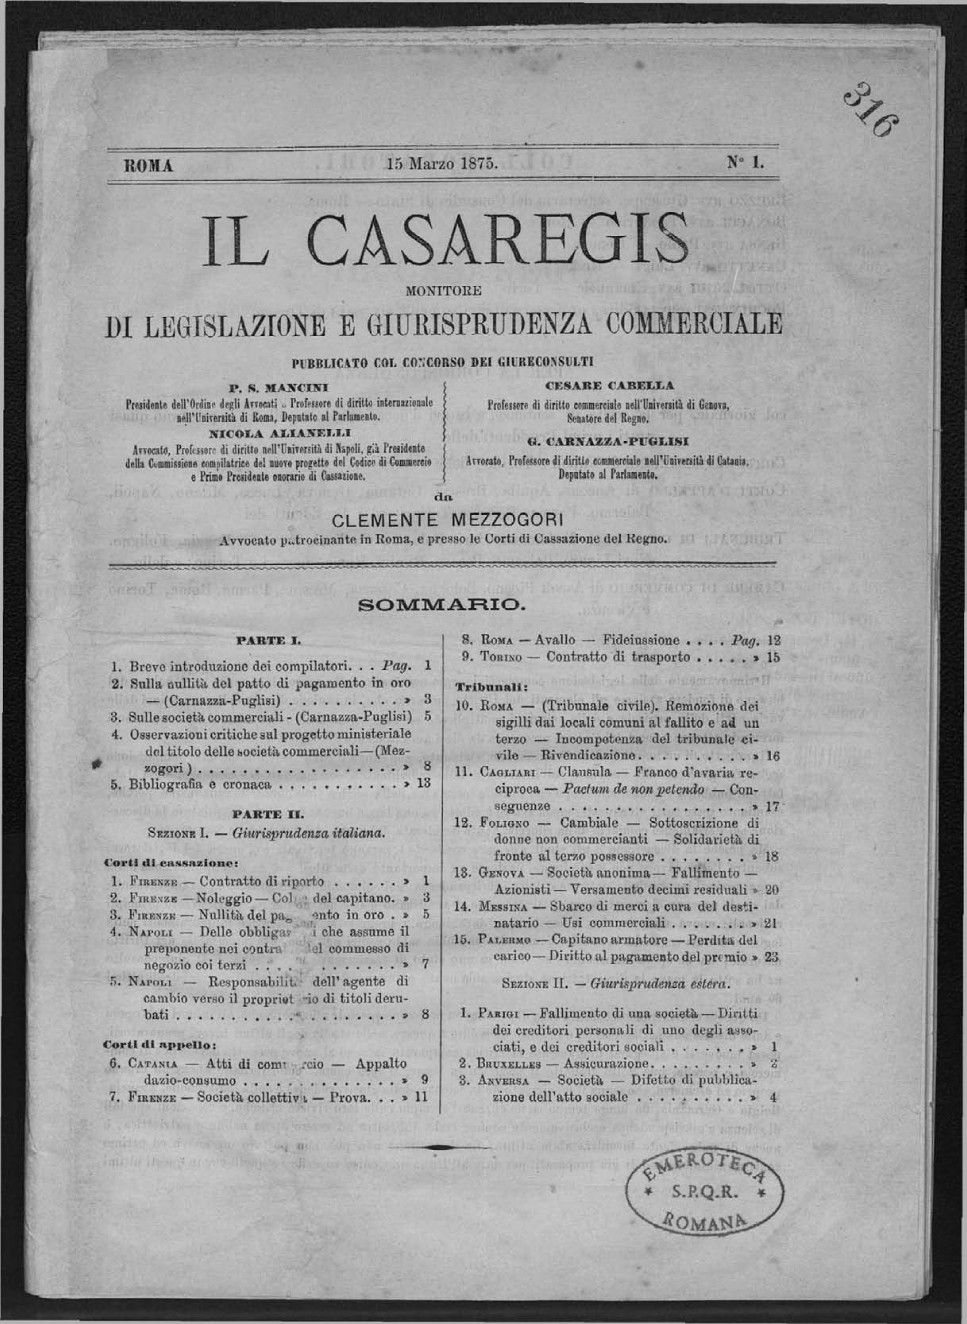 316
ROMA 15 Marzo 1875. N° 1.
IL CASAREGIS
MONITORE
DI LEGISLAZIONE E GIURISPRUDENZA COMMERCIALE
PUBBLICATO COL CONCORSO DEI GIURECONSULTI
P. S. MANCINI
Presidente dell'Ordine degli Avvocati Professore di diritto internazionale
nell'Università di Roma, Deputato al Parlamento.
NICOLA ALIANELLI
Avvocato, Professore di diritto nell'Università di Napoli, già Presidente
della Commissione compilatrice del nuovo progetto del Codice di Commercio
e Primo Presidente onorario di Cassazione.
CESARE CABELLA
Professore di diritto commerciale nell'Università di Genova,
Senatore del Regno.
G. CARNAZZA-PUGLISI
Avvocato, Professore di diritto commerciale nell'Università di Catania,
Deputato al Parlamento.
da
CLEMENTE MEZZOGORI
Avvocato patrocinante in Roma, e presso le Corti di Cassazione del Regno.
SOMMARIO.
PARTE I.
1. Breve introduzione dei compilatori. . . Pag. 1
2. Sulla nullità del patto di pagamento in oro
— (Carnazza-Puglisi) . . . . . . . . . . » 3
3. Sulle società commerciali - (Carnazza-Puglisi) 5
4. Osservazioni critiche sul progetto ministeriale
del titolo delle società commerciali — (Mez-
zogori) . . . . . . . . . . . . . . . . . . » 8
5. Bibliografia e cronaca . . . . . . . . . . . » 13
PARTE II.
SEZIONE I. — Giurisprudenza italiana.
Corti di cassazione:
1. FIRENZE — Contratto di riporto . . . . . . » 1
2. FIRENZE — Noleggio — Col del capitano. » 3
3. FIRENZE — Nullità del pa ento in oro . » 5
4. NAPOLI — Delle obbligaz i che assume il
preponente nei contra del commesso di
negozio coi terzi . . . . . . . . . . . » 7
5. NAPOLI — Responsabilit dell'agente di
cambio verso il propriet io di titoli deru-
bati . . . . . . . . . . . . . . . . . . . . » 8
Corti di appello:
6. CATANIA — Atti di com cio — Appalto
dazio-consumo . . . . . . . . . . . . . . » 9
7. FIRENZE — Società collettiva — Prova. . . » 11
8. ROMA — Avallo — Fideiussione . . . . Pag. 12
9. TORINO — Contratto di trasporto . . . . . » 15
Tribunali:
10. ROMA — (Tribunale civile). Remozione dei
sigilli dai locali comuni al fallito e ad un
terzo — Incompetenza del tribunale ci-
vile — Rivendicazione. . . . . . . . . . » 16
11. CAGLIARI — Clausula — Franco d'avaria re-
ciproca — Pactum de non petendo — Con-
seguenze . . . . . . . . . . . . . . . . . » 17
12. FOLIGNO — Cambiale — Sottoscrizione di
donne non commercianti — Solidarietà di
fronte al terzo possessore . . . . . . . . » 18
13. GENOVA — Società anonima — Fallimento —
Azionisti — Versamento decimi residuali » 20
14. MESSINA — Sbarco di merci a cura del desti-
natario — Usi commerciali . . . . . . . » 21
15. PALERMO — Capitano armatore — Perdita del
carico — Diritto al pagamento del premio » 23
SEZIONE II. — Giurisprudenza estera.
1. PARIGI — Fallimento di una società — Diritti
dei creditori personali di uno degli asso-
ciati, e dei creditori sociali . . . . . . . » 1
2. BRUXELLES — Assicurazione. . . . . . . . . » 2
3. ANVERSA — Società — Difetto di pubblica-
zione dell'atto sociale . . . . . . . . . . » 4
EMEROTECA
* S.P.Q.R. *
ROMANA